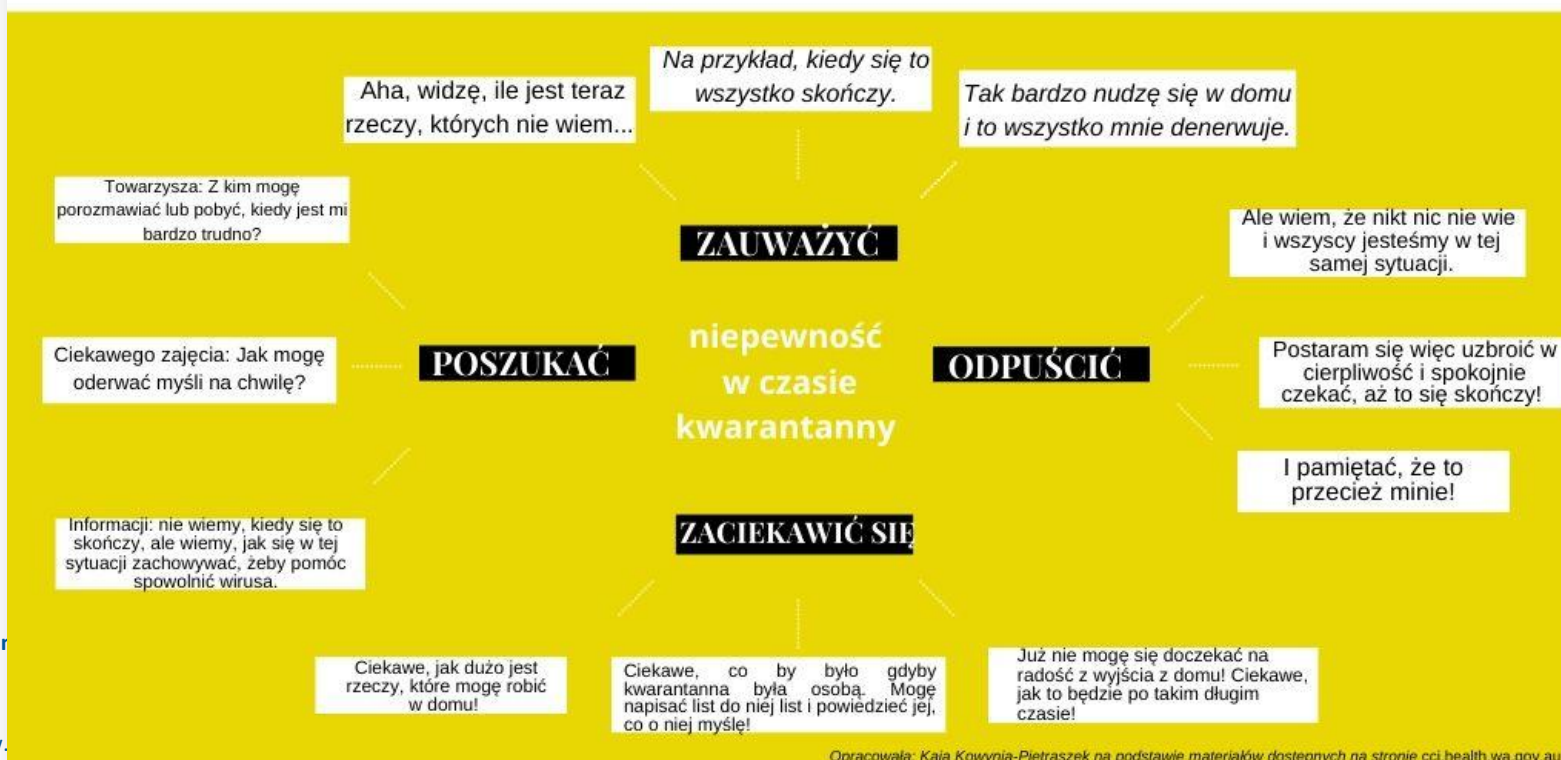 Na przykład, kiedy się to
wszystko skończy.
Aha, widzę, ile jest teraz
rzeczy, których nie wiem...
Tak bardzo nudzę się w domu
i to wszystko mnie denerwuje.
Towarzysza: Z kim mogę
porozmawiać lub pobyć, kiedy jest mi
bardzo trudno?
ZAUWAŻYĆ
Ale wiem, że nikt nic nie wie
i wszyscy jesteśmy w tej
samej sytuacji.
Ciekawego zajęcia: Jak mogę
oderwać myśli na chwilę?
POSZUKAĆ
niepewność
w czasie
kwarantanny
ODPUŚCIĆ
Postaram się więc uzbroić w
cierpliwość i spokojnie
czekać, aż to się skończy!
I pamiętać, że to
przecież minie!
Informacji: nie wiemy, kiedy się to
skończy, ale wiemy, jak się w tej
sytuacji zachowywać, żeby pomóc
spowolnić wirusa.
ZACIEKAWIĆ SIĘ
Ciekawe, jak dużo jest
rzeczy, które mogę robić
w domu!
Ciekawe, co by było gdyby
kwarantanna była osobą. Mogę
napisać list do niej list i powiedzieć jej,
co o niej myślę!
Już nie mogę się doczekać na
radość z wyjścia z domu! Ciekawe,
jak to będzie po takim długim
czasie!
Opracowała: Kaja Kowynia-Pietraszek na podstawie materiałów dostępnych na stronie cci.health.wa.gov.au